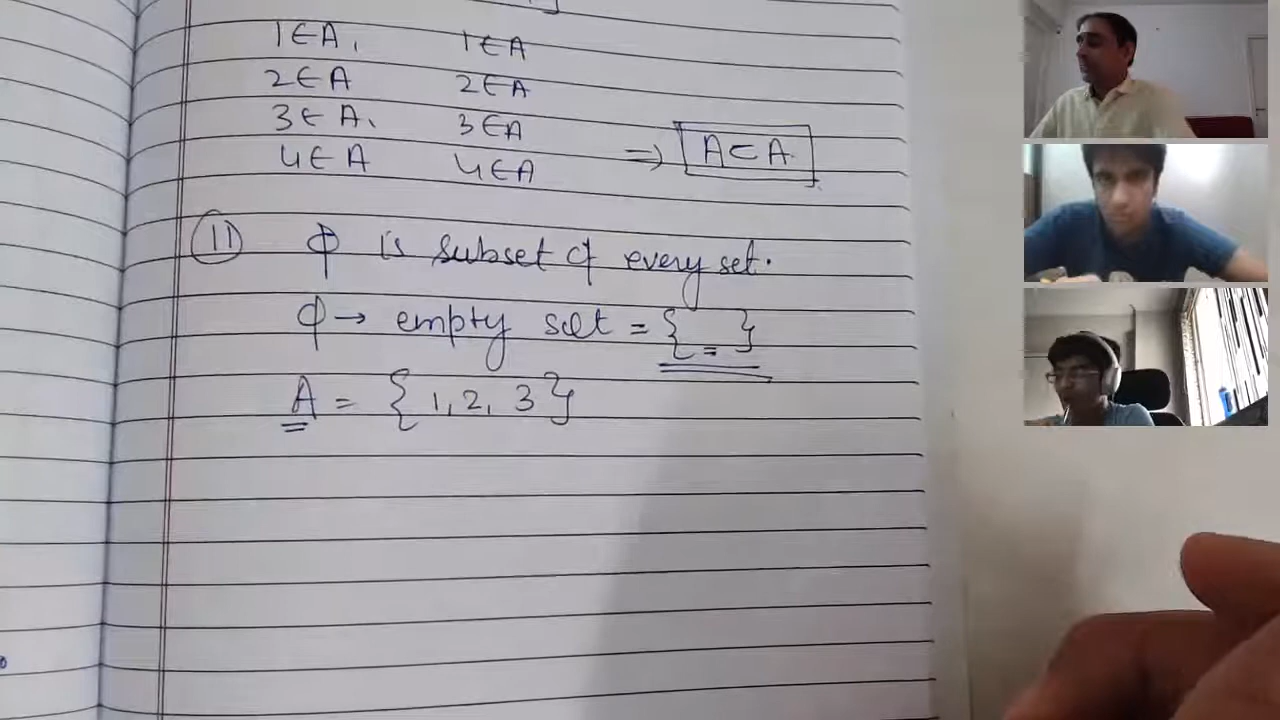 1∈A, 1∈A
2∈A 2∈A
3∈A, 3∈A
4∈A 4∈A ⇒ A⊂A
(11) ϕ is subset of every set.
ϕ → empty set = { = }
A = { 1, 2, 3 }